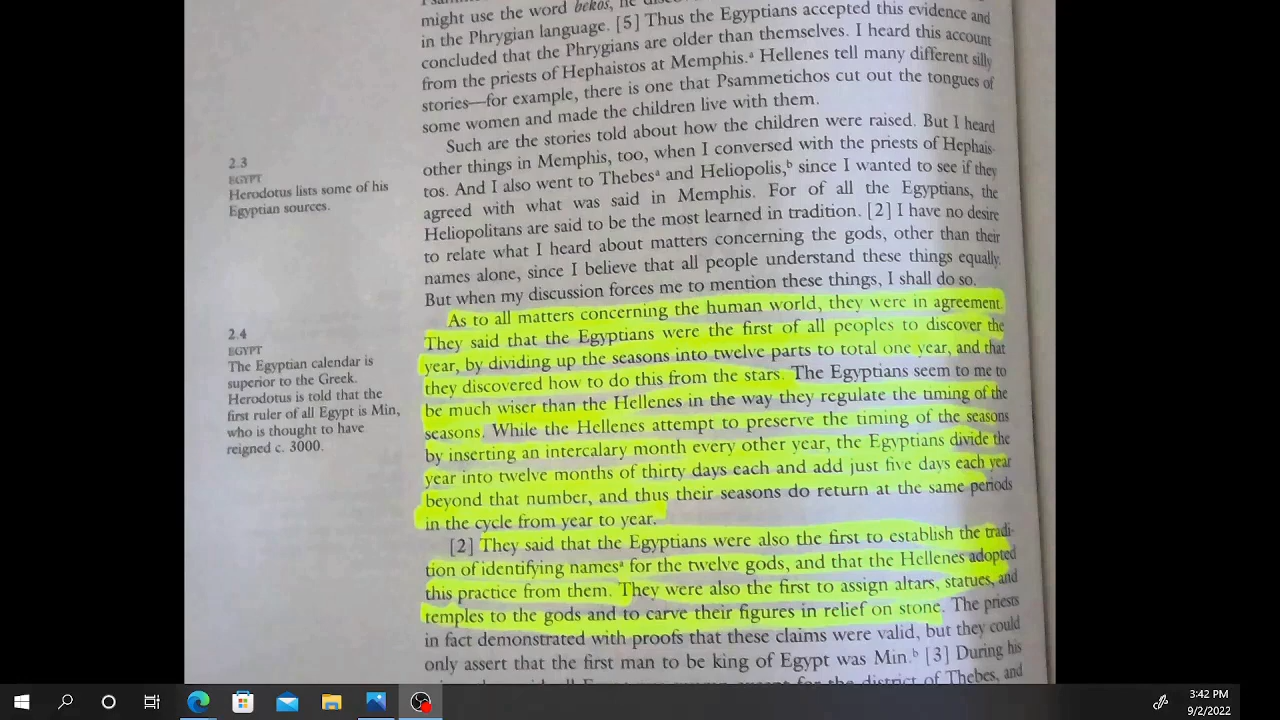 might use the word bekos, he
in the Phrygian language. [5] Thus the Egyptians accepted this evidence and
concluded that the Phrygians are older than themselves. I heard this account
from the priests of Hephaistos at Memphis.ᵃ Hellenes tell many different silly
stories—for example, there is one that Psammetichos cut out the tongues of
some women and made the children live with them.
Such are the stories told about how the children were raised. But I heard
other things in Memphis, too, when I conversed with the priests of Hephais-
tos. And I also went to Thebesᵃ and Heliopolis,ᵇ since I wanted to see if they
agreed with what was said in Memphis. For of all the Egyptians, the
Heliopolitans are said to be the most learned in tradition. [2] I have no desire
to relate what I heard about matters concerning the gods, other than their
names alone, since I believe that all people understand these things equally.
But when my discussion forces me to mention these things, I shall do so.
2.3
EGYPT
Herodotus lists some of his
Egyptian sources.
As to all matters concerning the human world, they were in agreement.
They said that the Egyptians were the first of all peoples to discover the
year, by dividing up the seasons into twelve parts to total one year, and that
they discovered how to do this from the stars. The Egyptians seem to me to
be much wiser than the Hellenes in the way they regulate the timing of the
seasons. While the Hellenes attempt to preserve the timing of the seasons
by inserting an intercalary month every other year, the Egyptians divide the
year into twelve months of thirty days each and add just five days each year
beyond that number, and thus their seasons do return at the same periods
in the cycle from year to year.
2.4
EGYPT
The Egyptian calendar is
superior to the Greek.
Herodotus is told that the
first ruler of all Egypt is Min,
who is thought to have
reigned c. 3000.
[2] They said that the Egyptians were also the first to establish the tradi-
tion of identifying namesᵃ for the twelve gods, and that the Hellenes adopted
this practice from them. They were also the first to assign altars, statues, and
temples to the gods and to carve their figures in relief on stone. The priests
in fact demonstrated with proofs that these claims were valid, but they could
only assert that the first man to be king of Egypt was Min.ᵇ [3] During his
for the district of Thebes, and
3:42 PM
9/2/2022